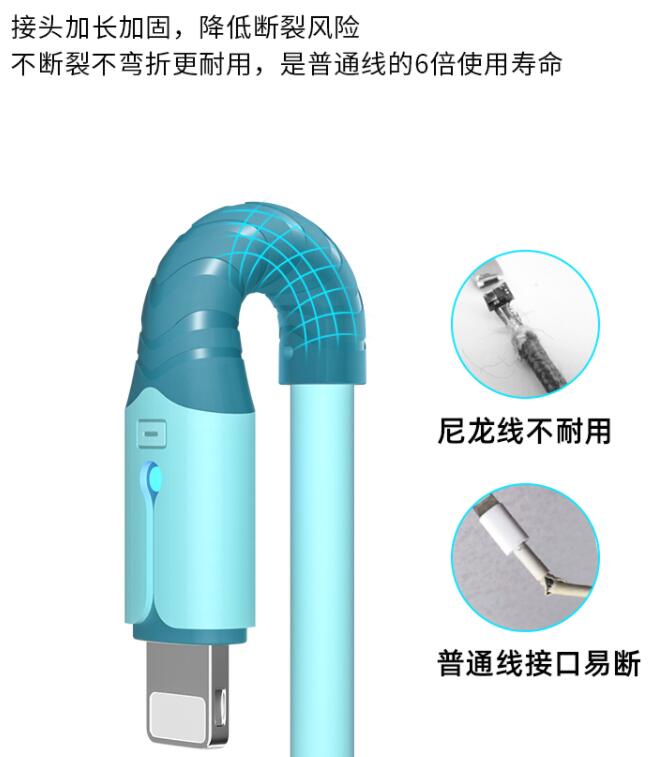 接头加长加固，降低断裂风险
不断裂不弯折更耐用，是普通线的6倍使用寿命
尼龙线不耐用
普通线接口易断